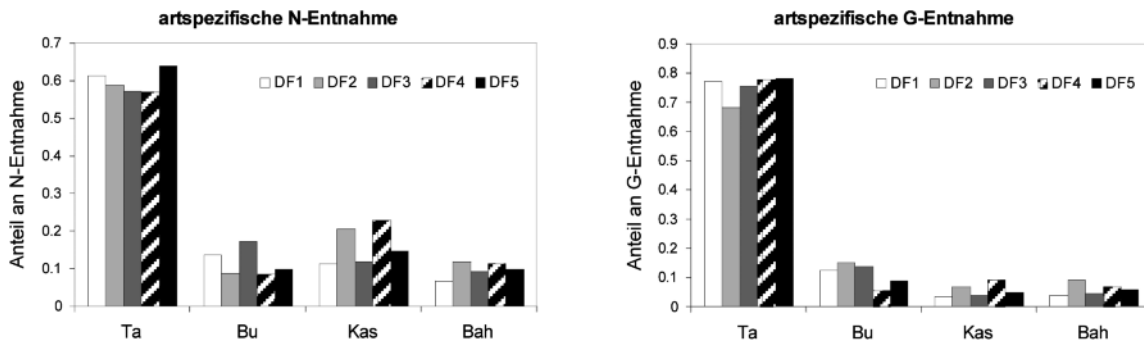 artspezifische N-Entnahme
Anteil an N-Entnahme
0.7
0.6
0.5
0.4
0.3
0.2
0.1
0
DF1 DF2 DF3 DF4 DF5
Ta Bu Kas Bah
artspezifische G-Entnahme
Anteil an G-Entnahme
0.9
0.8
0.7
0.6
0.5
0.4
0.3
0.2
0.1
0
DF1 DF2 DF3 DF4 DF5
Ta Bu Kas Bah